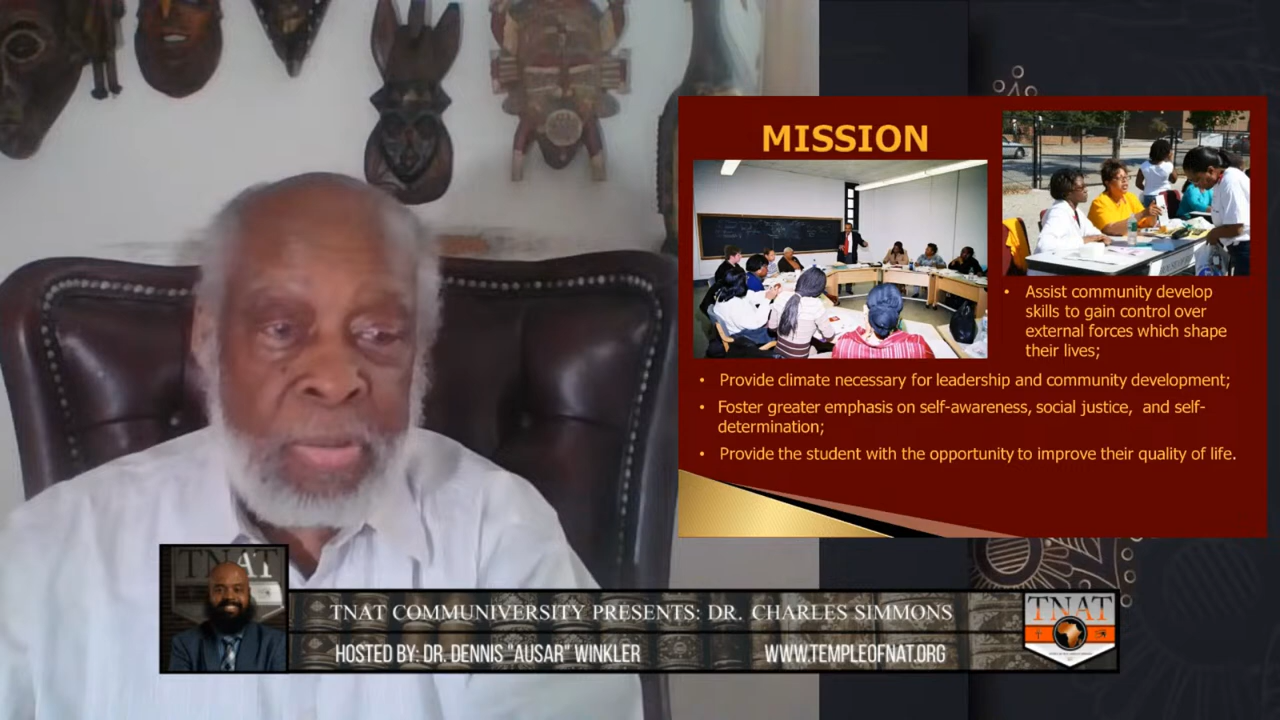 MISSION
• Assist community develop
skills to gain control over
external forces which shape
their lives;
• Provide climate necessary for leadership and community development;
• Foster greater emphasis on self-awareness, social justice, and self-
determination;
• Provide the student with the opportunity to improve their quality of life.
TNAT
TNAT COMMUNIVERSITY PRESENTS: DR. CHARLES SIMMONS
HOSTED BY: DR. DENNIS "AUSAR" WINKLER
WWW.TEMPLEOFNAT.ORG
TNAT